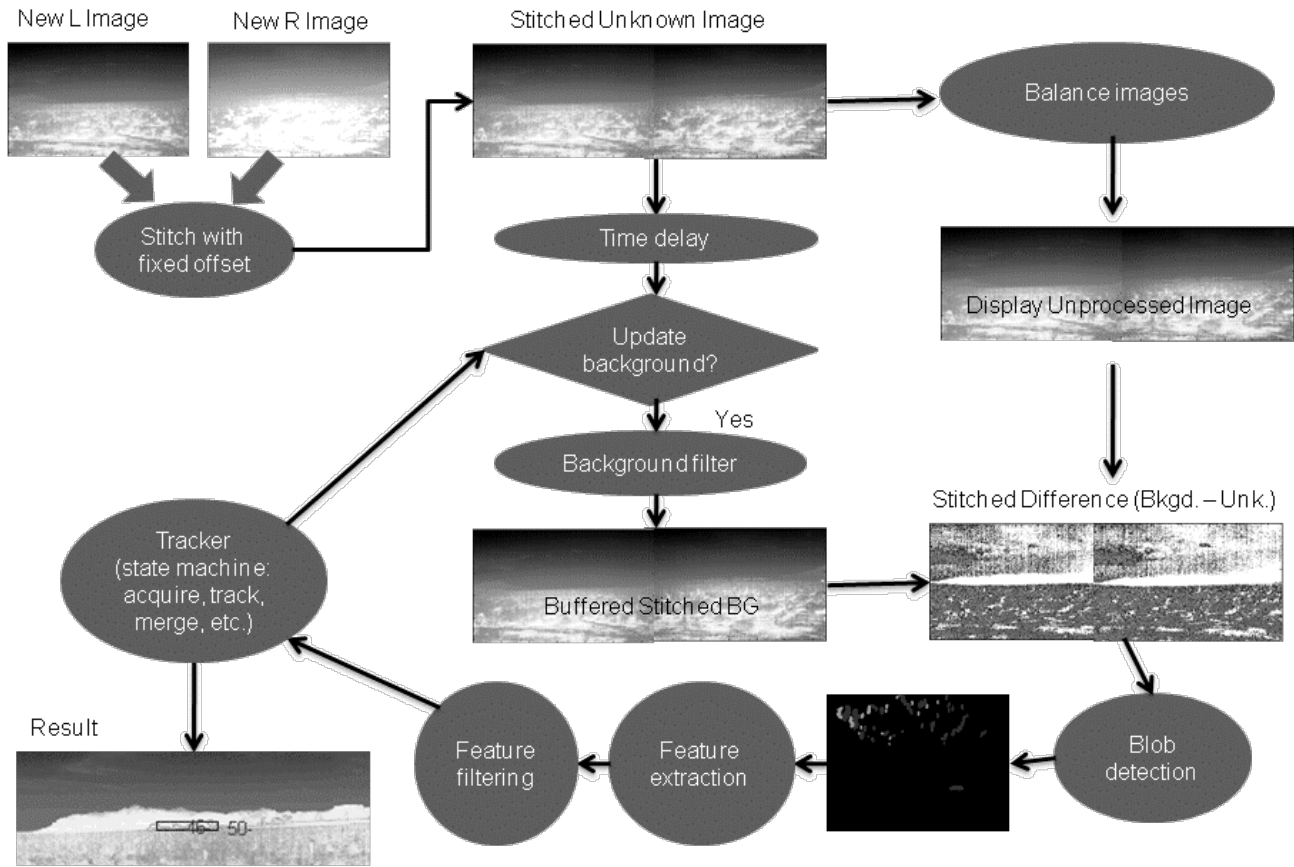 New L Image
New R Image
Stitched Unknown Image
Balance images
Stitch with
fixed offset
Time delay
Display Unprocessed Image
Update
background?
Yes
Background filter
Stitched Difference (Bkgd. – Unk.)
Tracker
(state machine:
acquire, track,
merge, etc.)
Buffered Stitched BG
Result
Feature
filtering
Feature
extraction
Blob
detection
50-